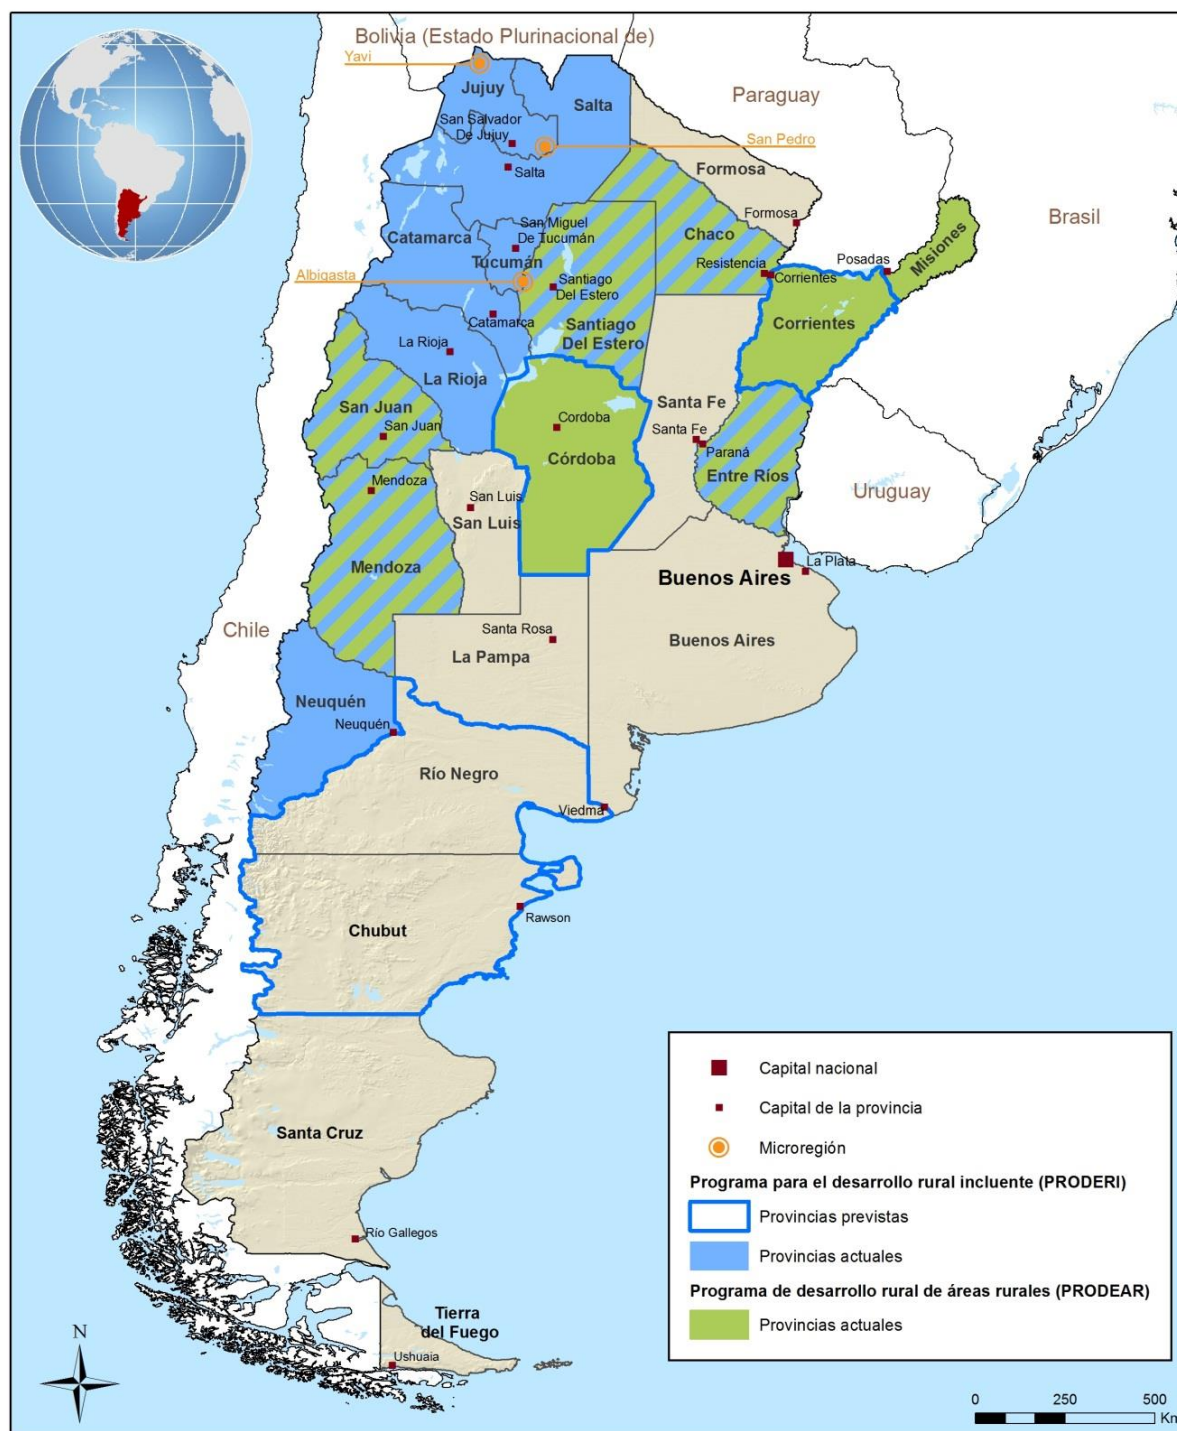 Bolivia (Estado Plurinacional de)
Yavi
Jujuy
Salta
Paraguay
San Salvador
De Jujuy
San Pedro
Salta
Formosa
Formosa
Brasil
Catamarca
San Miguel
De Tucumán
Chaco
Misiones
Tucumán
Resistencia
Posadas
Albigasta
Santiago
Del Estero
Corrientes
Catamarca
Santiago
Del Estero
Corrientes
La Rioja
La Rioja
San Juan
San Juan
Cordoba
Córdoba
Santa Fe
Santa Fe
Paraná
Entre Ríos
Mendoza
San Luis
San Luis
Uruguay
Mendoza
Buenos Aires
La Plata
Chile
Santa Rosa
La Pampa
Buenos Aires
Neuquén
Neuquén
Río Negro
Viedma
Rawson
Chubut
Santa Cruz
Río Gallegos
Tierra
del Fuego
Ushuaia
N
Capital nacional
Capital de la provincia
Microregión
Programa para el desarrollo rural incluente (PRODERI)
Provincias previstas
Provincias actuales
Programa de desarrollo rural de áreas rurales (PRODEAR)
Provincias actuales
0 250 500
Km